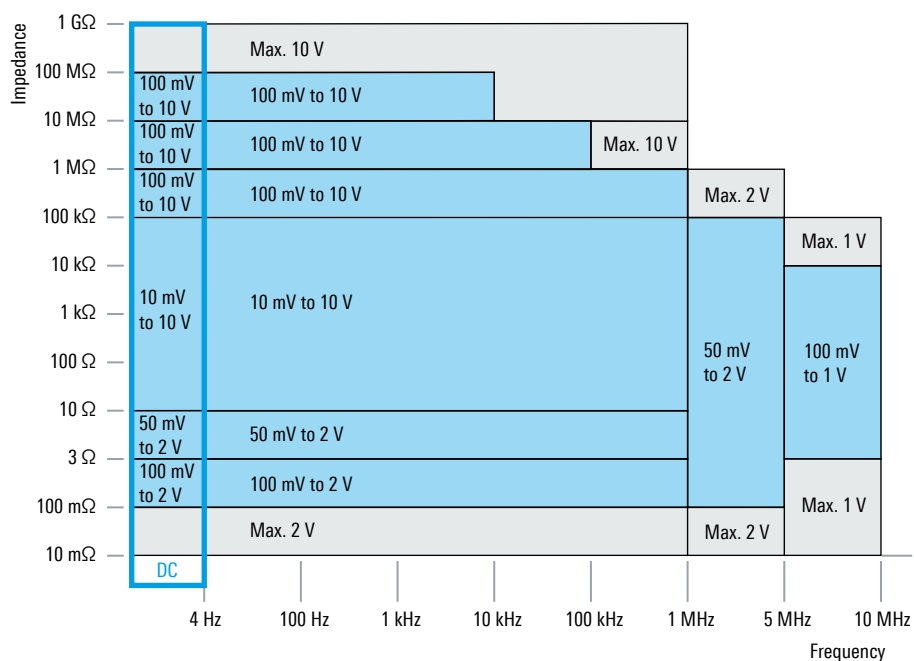 Impedance
1 GΩ
Max. 10 V
100 MΩ
100 mV
to 10 V
100 mV to 10 V
10 MΩ
100 mV
to 10 V
100 mV to 10 V
Max. 10 V
1 MΩ
100 mV
to 10 V
100 mV to 10 V
Max. 2 V
100 kΩ
Max. 1 V
10 kΩ
10 mV
to 10 V
10 mV to 10 V
1 kΩ
50 mV
to 2 V
100 mV
to 1 V
100 Ω
10 Ω
50 mV
to 2 V
50 mV to 2 V
3 Ω
100 mV
to 2 V
100 mV to 2 V
100 mΩ
Max. 1 V
Max. 2 V
Max. 2 V
10 mΩ
DC
4 Hz
100 Hz
1 kHz
10 kHz
100 kHz
1 MHz
5 MHz
10 MHz
Frequency